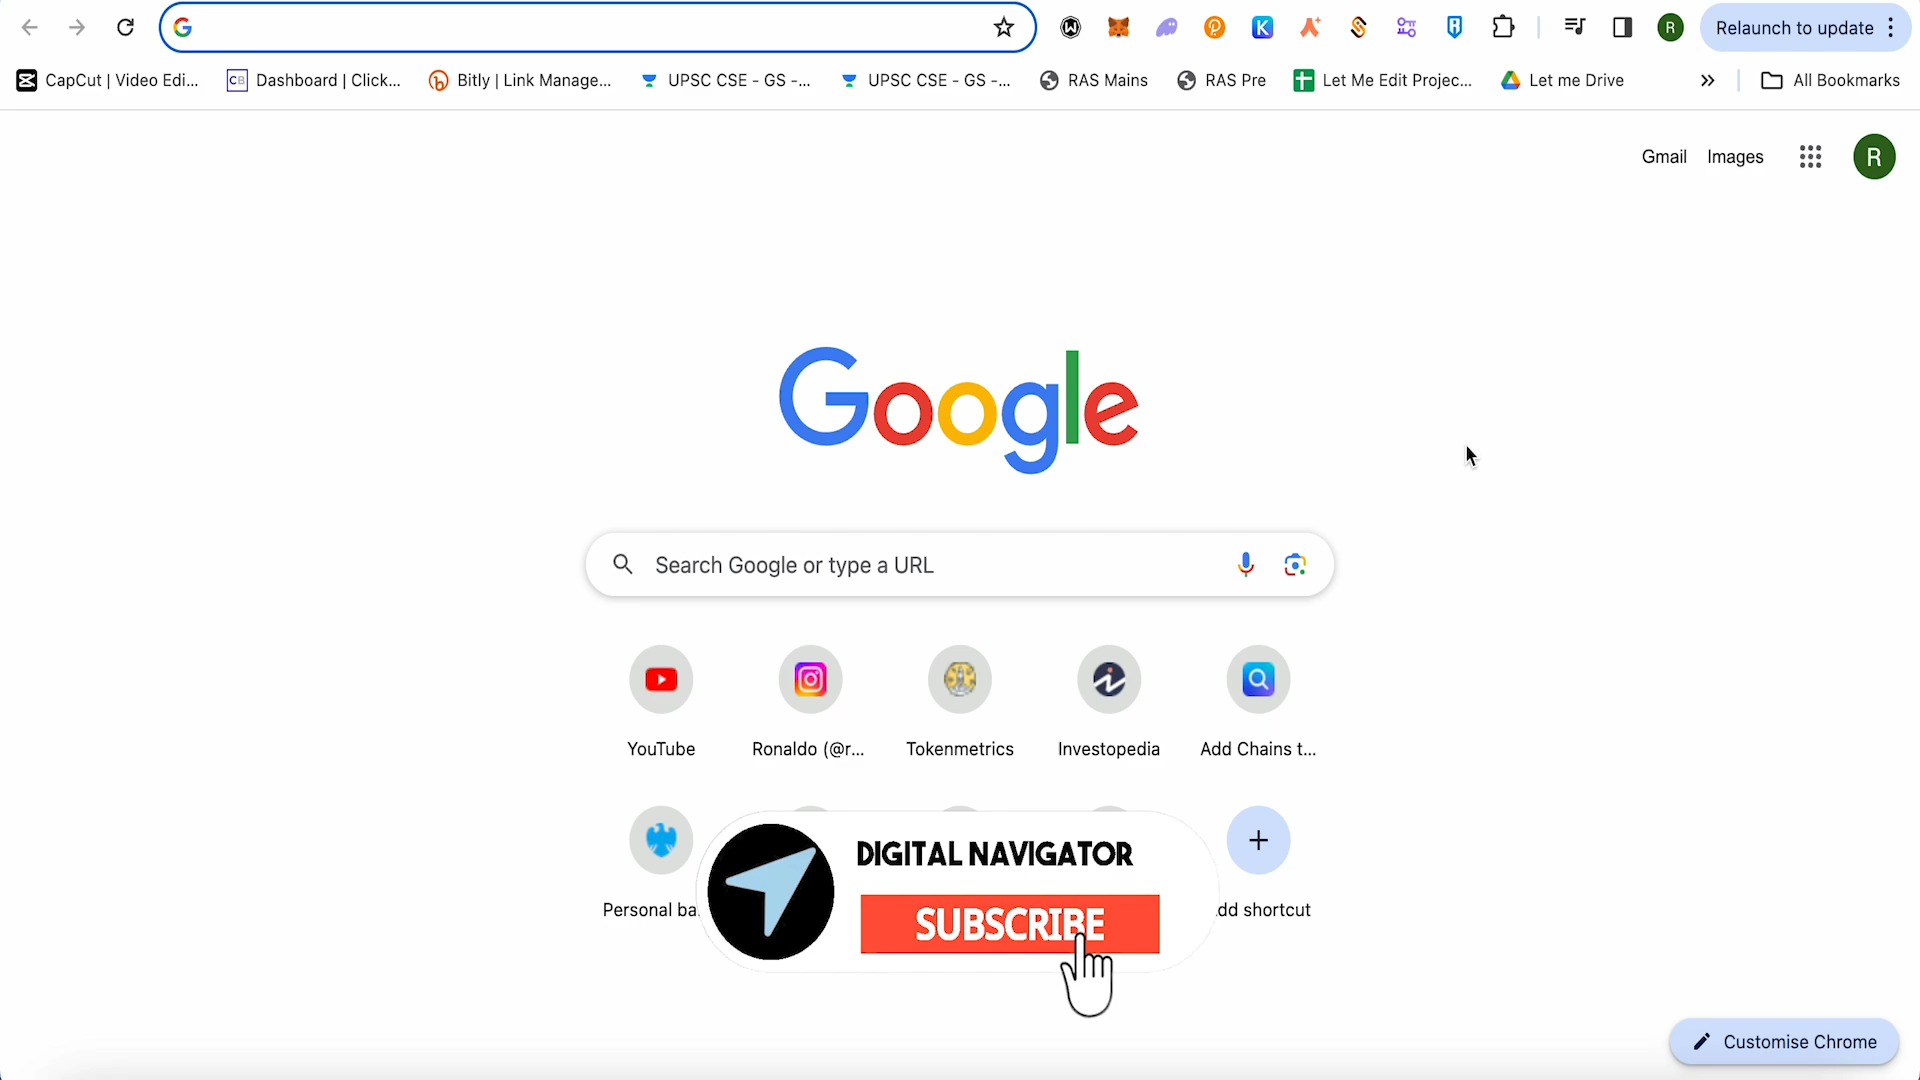 Relaunch to update
CapCut | Video Edi...
CB Dashboard | Click...
Bitly | Link Manage...
UPSC CSE - GS -...
UPSC CSE - GS -...
RAS Mains
RAS Pre
Let Me Edit Projec...
Let me Drive
All Bookmarks
Gmail
Images
R
Google
Search Google or type a URL
YouTube
Ronaldo (@r...
Tokenmetrics
Investopedia
Add Chains t...
Personal ba
dd shortcut
DIGITAL NAVIGATOR
SUBSCRIBE
Customise Chrome